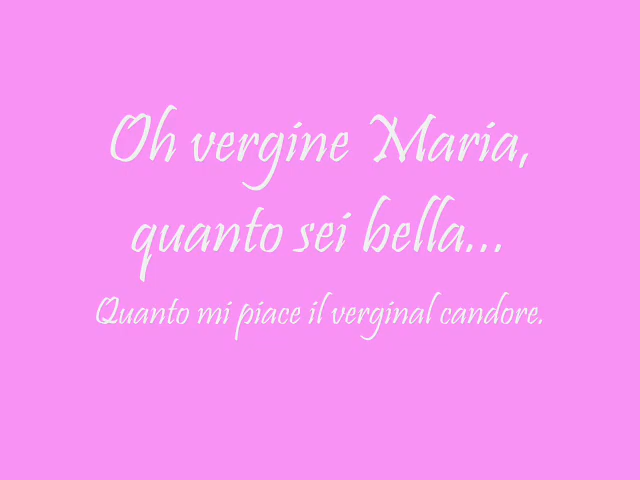 Oh vergine Maria,
quanto sei bella...
Quanto mi piace il verginal candore.